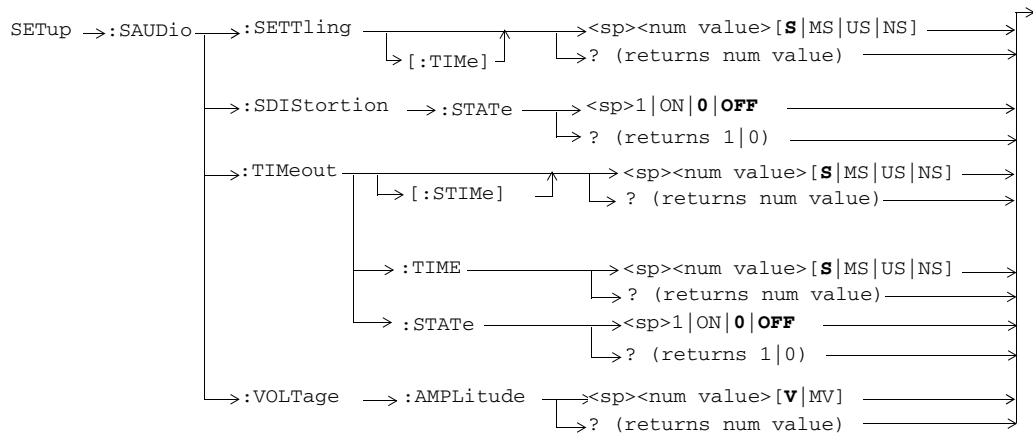 SETup :SAUDio :SETTling <sp><num value>[S|MS|US|NS]
[:TIMe] ? (returns num value)
:SDIStortion :STATe <sp>1|ON|0|OFF
? (returns 1|0)
:TIMeout <sp><num value>[S|MS|US|NS]
[:STIMe] ? (returns num value)
:TIME <sp><num value>[S|MS|US|NS]
? (returns num value)
:STATe <sp>1|ON|0|OFF
? (returns 1|0)
:VOLTage :AMPLitude <sp><num value>[V|MV]
? (returns num value)